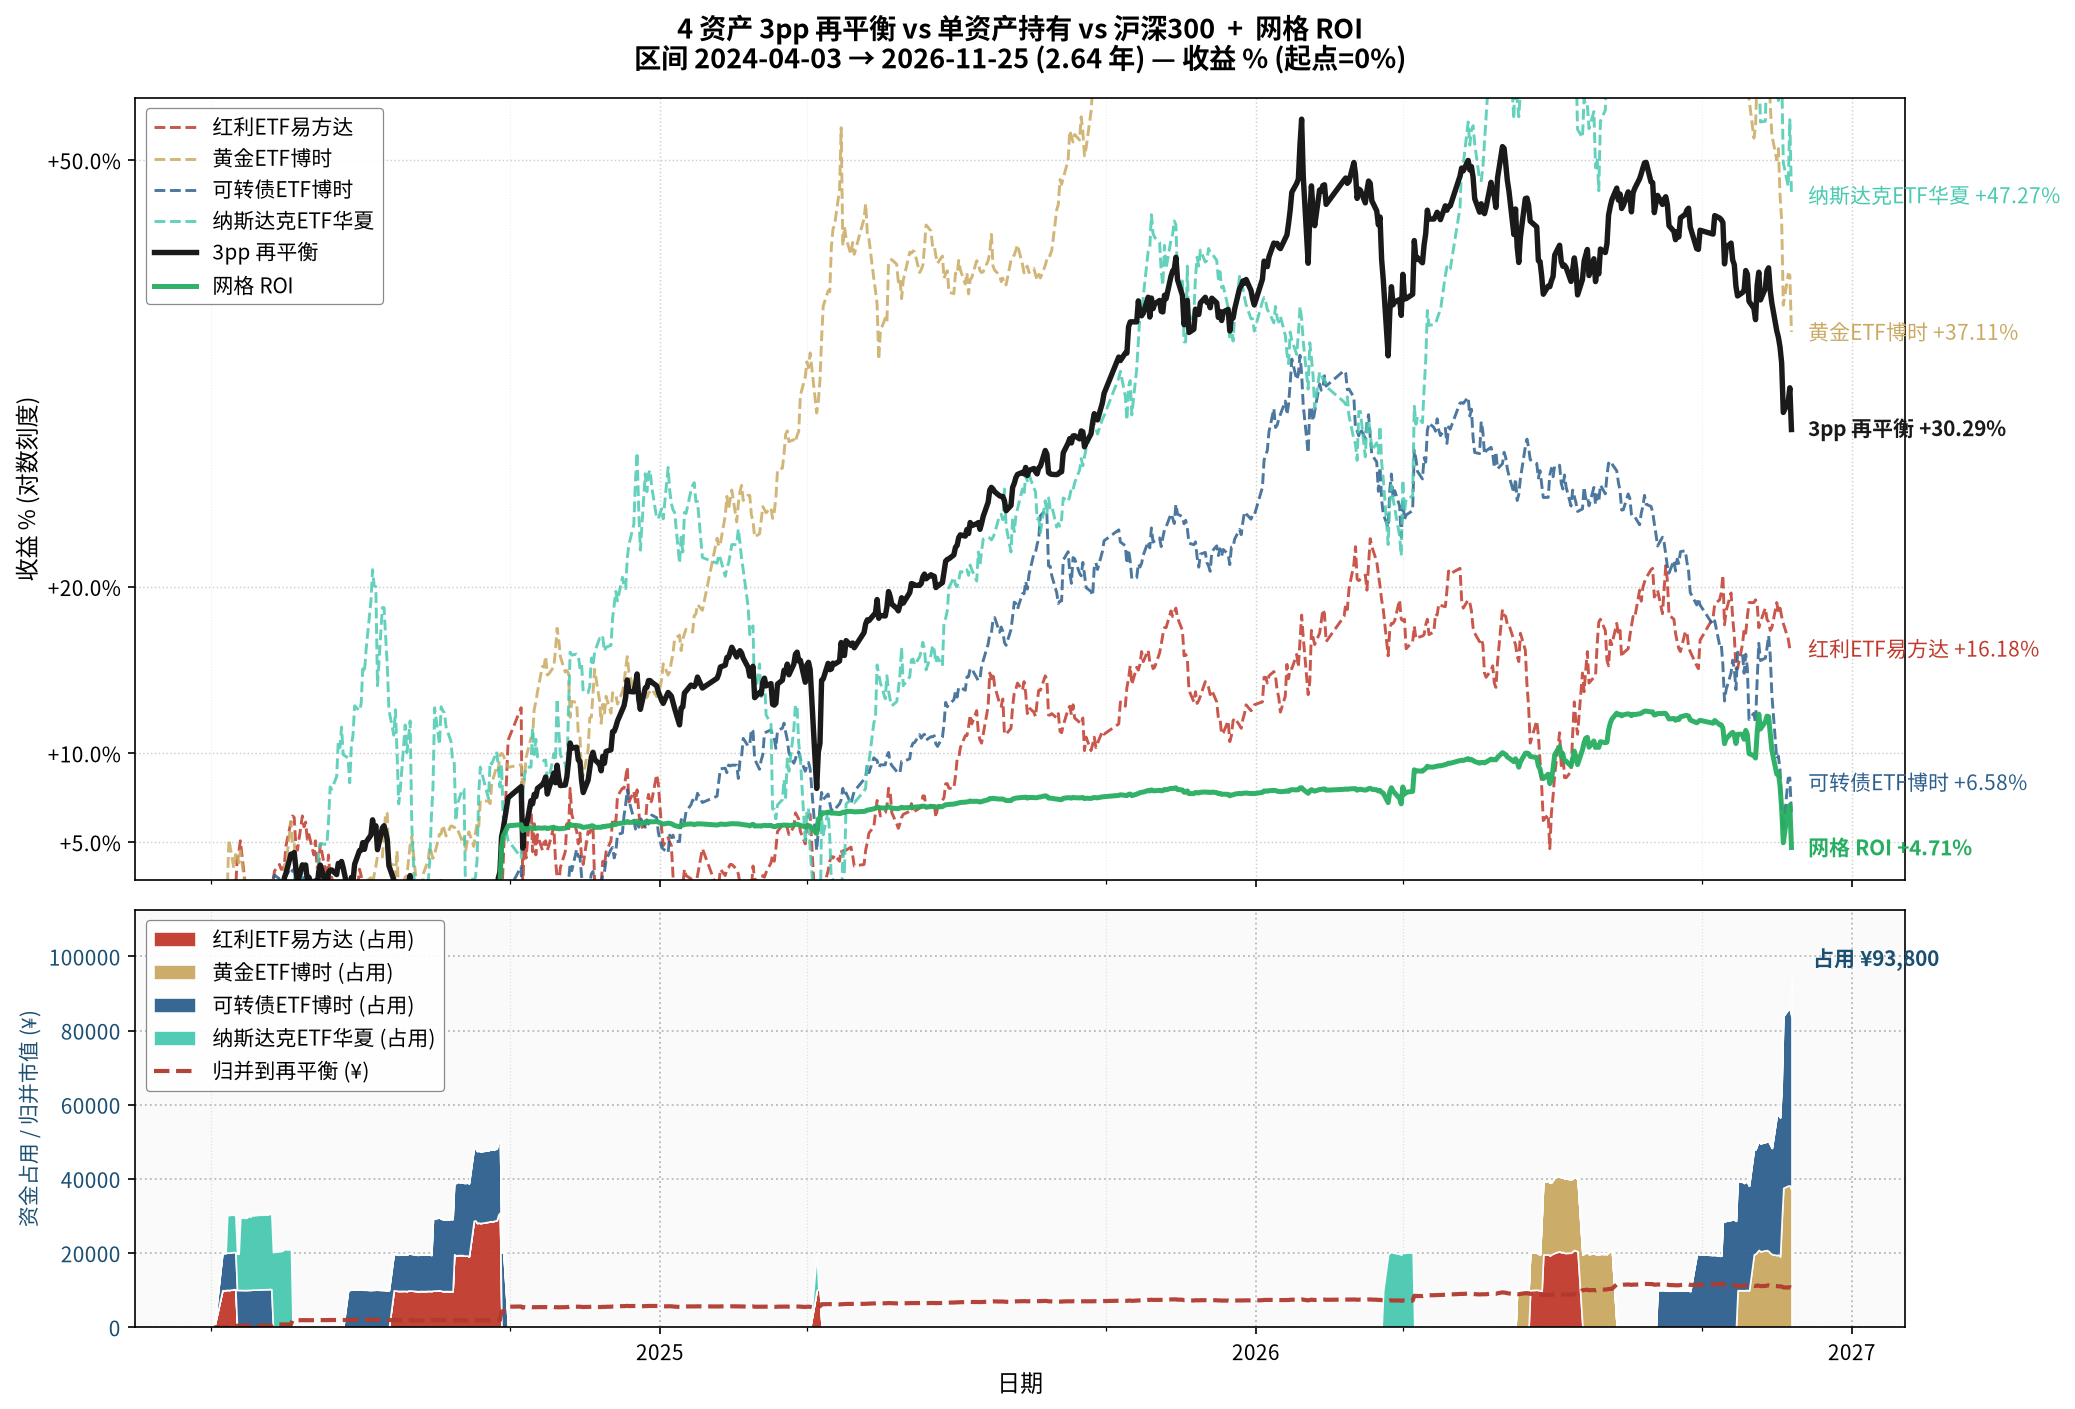 4 资产 3pp 再平衡 vs 单资产持有 vs 沪深300 + 网格 ROI
区间 2024-04-03 → 2026-11-25 (2.64 年) — 收益 % (起点=0%)
红利ETF易方达
黄金ETF博时
可转债ETF博时
纳斯达克ETF华夏
3pp 再平衡
网格 ROI
收益 % (对数刻度)
+50.0%
+20.0%
+10.0%
+5.0%
纳斯达克ETF华夏 +47.27%
黄金ETF博时 +37.11%
3pp 再平衡 +30.29%
红利ETF易方达 +16.18%
可转债ETF博时 +6.58%
网格 ROI +4.71%
红利ETF易方达 (占用)
黄金ETF博时 (占用)
可转债ETF博时 (占用)
纳斯达克ETF华夏 (占用)
归并到再平衡 (¥)
占用 ¥93,800
资金占用 / 归并市值 (¥)
100000
80000
60000
40000
20000
0
2025
2026
2027
日期